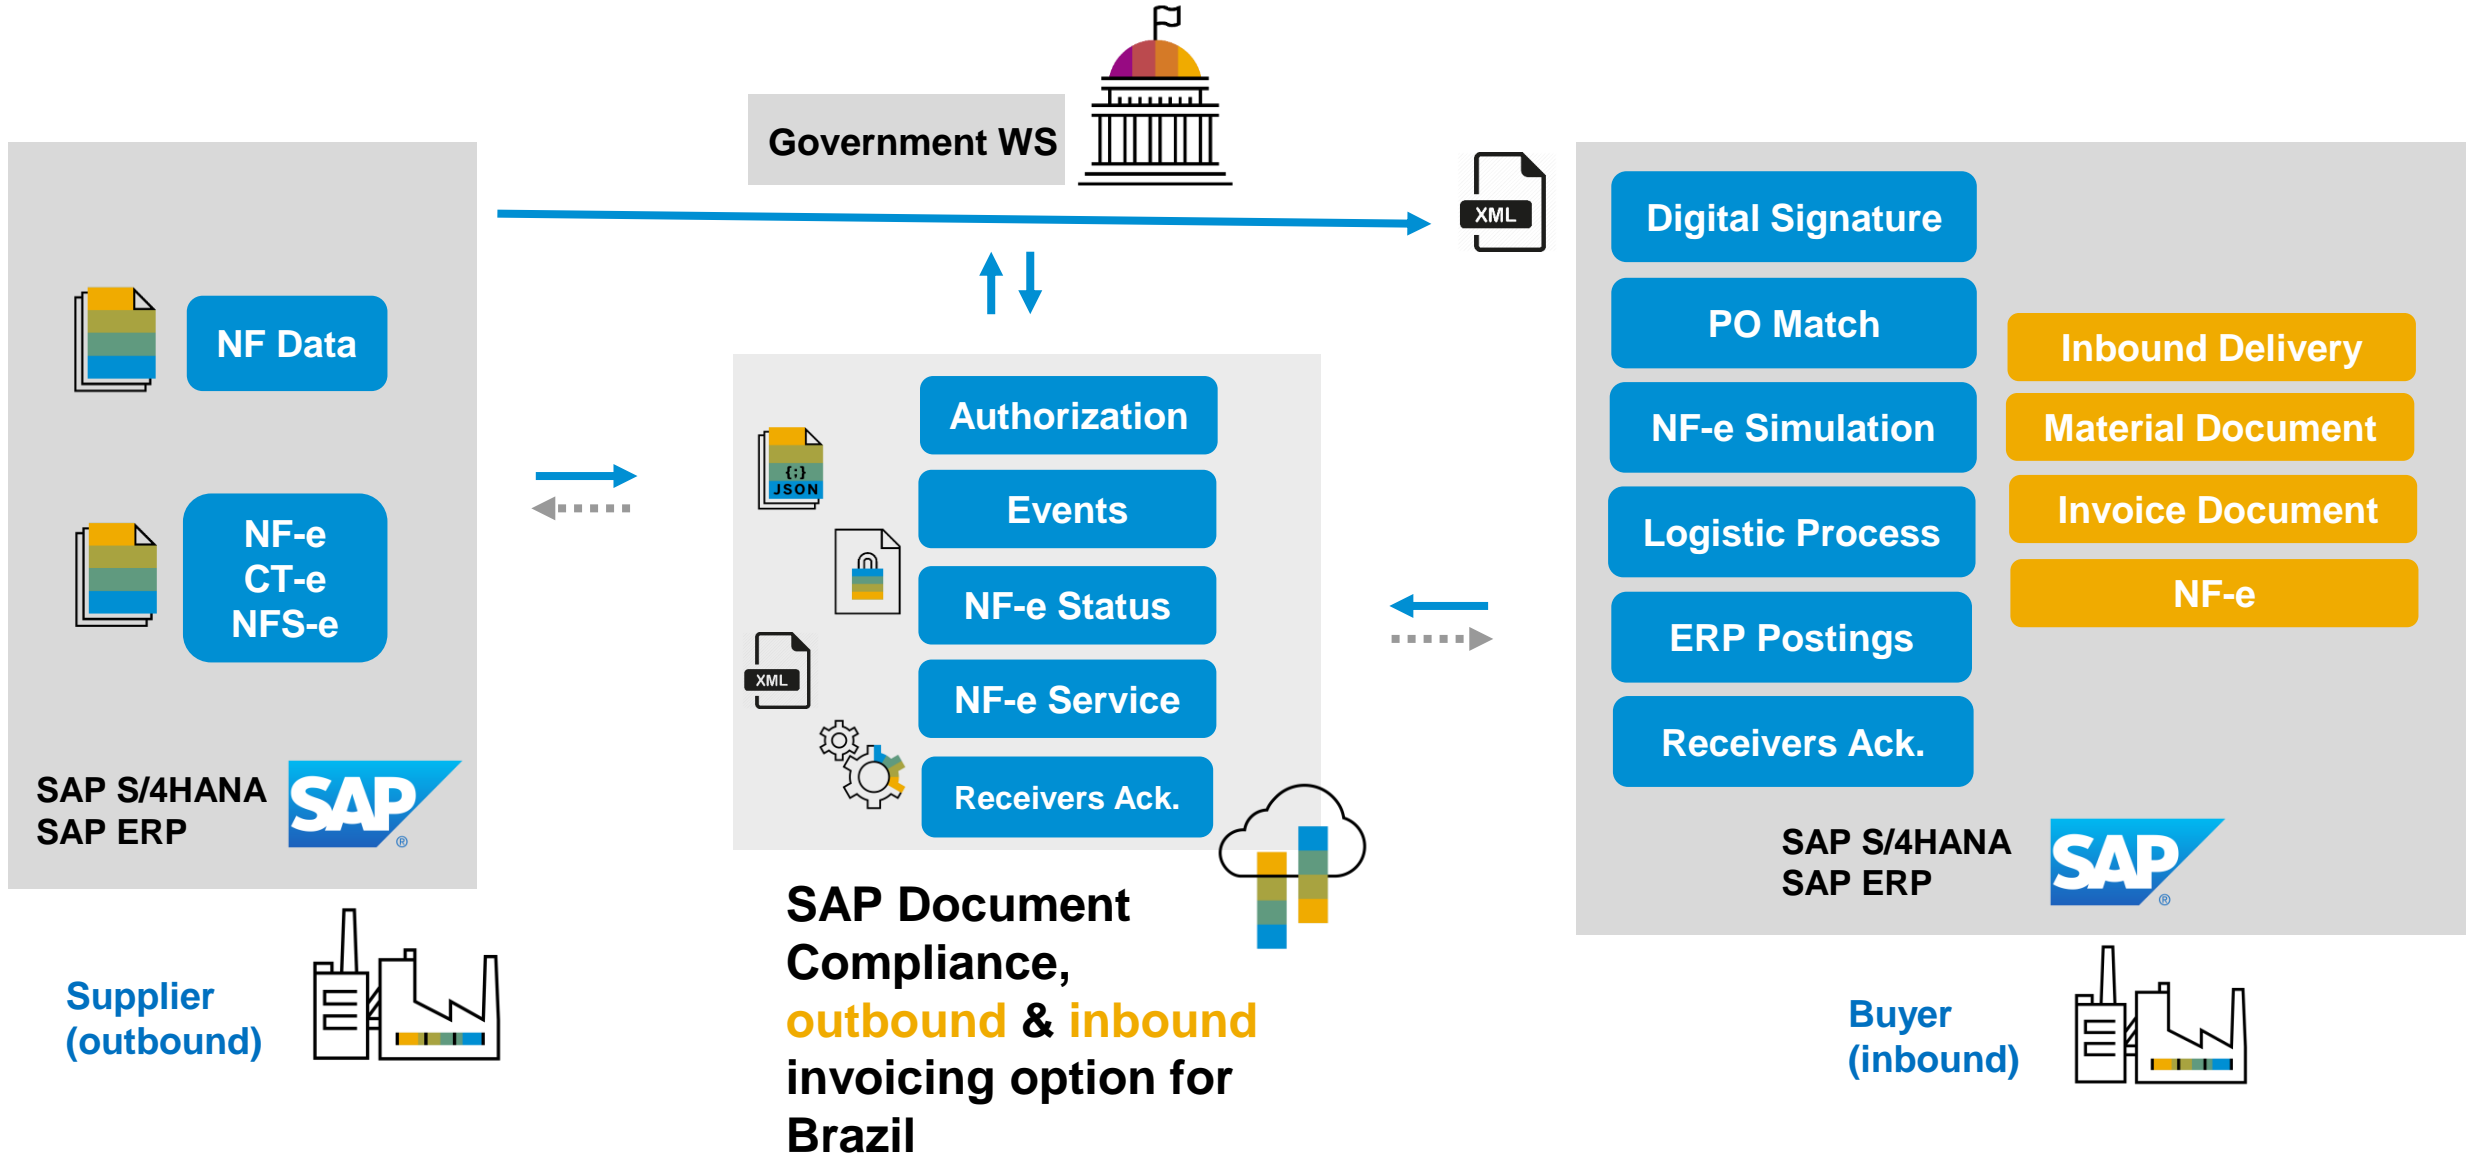 Government WS
NF Data
NF-e
CT-e
NFS-e
SAP S/4HANA
SAP ERP
SAP
®
Supplier
(outbound)
{;}
JSON
XML
Authorization
Events
NF-e Status
NF-e Service
Receivers Ack.
SAP Document
Compliance,
outbound & inbound
invoicing option for
Brazil
XML
Digital Signature
PO Match
NF-e Simulation
Logistic Process
ERP Postings
Receivers Ack.
Inbound Delivery
Material Document
Invoice Document
NF-e
SAP S/4HANA
SAP ERP
SAP
®
Buyer
(inbound)